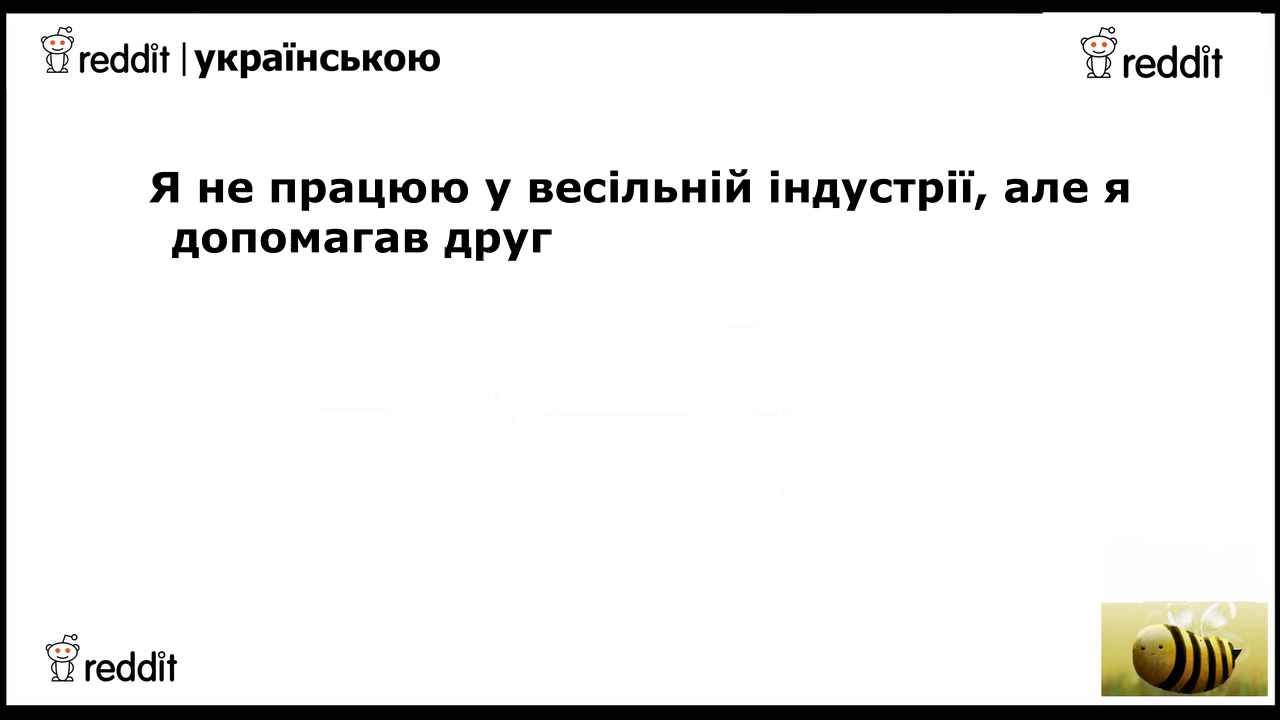 reddit | українською
reddit
Я не працюю у весільній індустрії, але я
допомагав друг
reddit